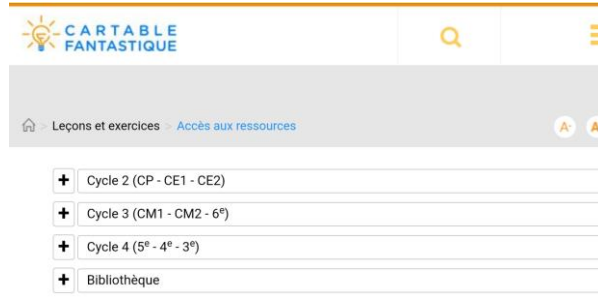 CARTABLE
FANTASTIQUE
> Leçons et exercices > Accès aux ressources A- A
+ Cycle 2 (CP - CE1 - CE2)
+ Cycle 3 (CM1 - CM2 - 6ᵉ)
+ Cycle 4 (5ᵉ - 4ᵉ - 3ᵉ)
+ Bibliothèque